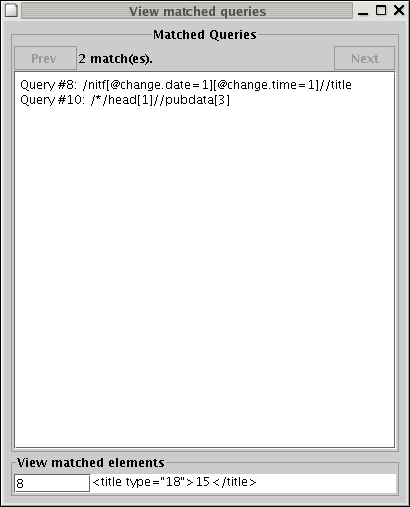 View matched queries
Matched Queries
Prev 2 match(es). Next
Query #8: /nitf[@change.date=1][@change.time=1]//title
Query #10: /*/head[1]//pubdata[3]
View matched elements
8 <title type="18">15</title>